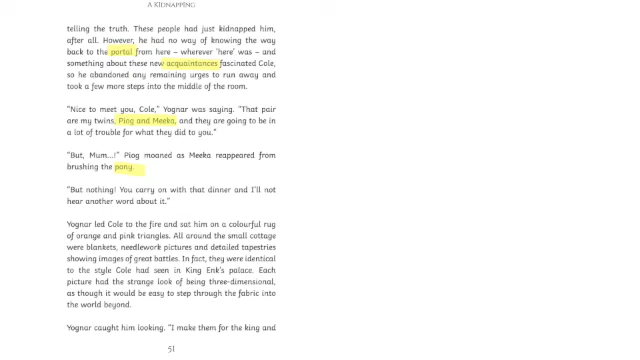 A KIDNAPPING
telling the truth. These people had just kidnapped him,
after all. However, he had no way of knowing the way
back to the portal from here – wherever ‘here’ was – and
something about these new acquaintances fascinated Cole,
so he abandoned any remaining urges to run away and
took a few more steps into the middle of the room.
“Nice to meet you, Cole,” Yognar was saying. “That pair
are my twins, Piog and Meeka, and they are going to be in
a lot of trouble for what they did to you.”
“But, Mum...!” Piog moaned as Meeka reappeared from
brushing the pony.
“But nothing! You carry on with that dinner and I’ll not
hear another word about it.”
Yognar led Cole to the fire and sat him on a colourful rug
of orange and pink triangles. All around the small cottage
were blankets, needlework pictures and detailed tapestries
showing images of great battles. In fact, they were identical
to the style Cole had seen in King Enk’s palace. Each
picture had the strange look of being three-dimensional,
as though it would be easy to step through the fabric into
the world beyond.
Yognar caught him looking. “I make them for the king and
51